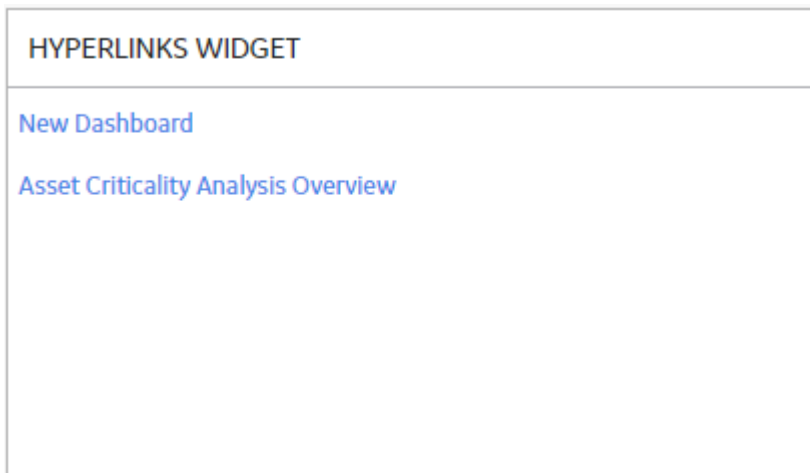 HYPERLINKS WIDGET
New Dashboard
Asset Criticality Analysis Overview